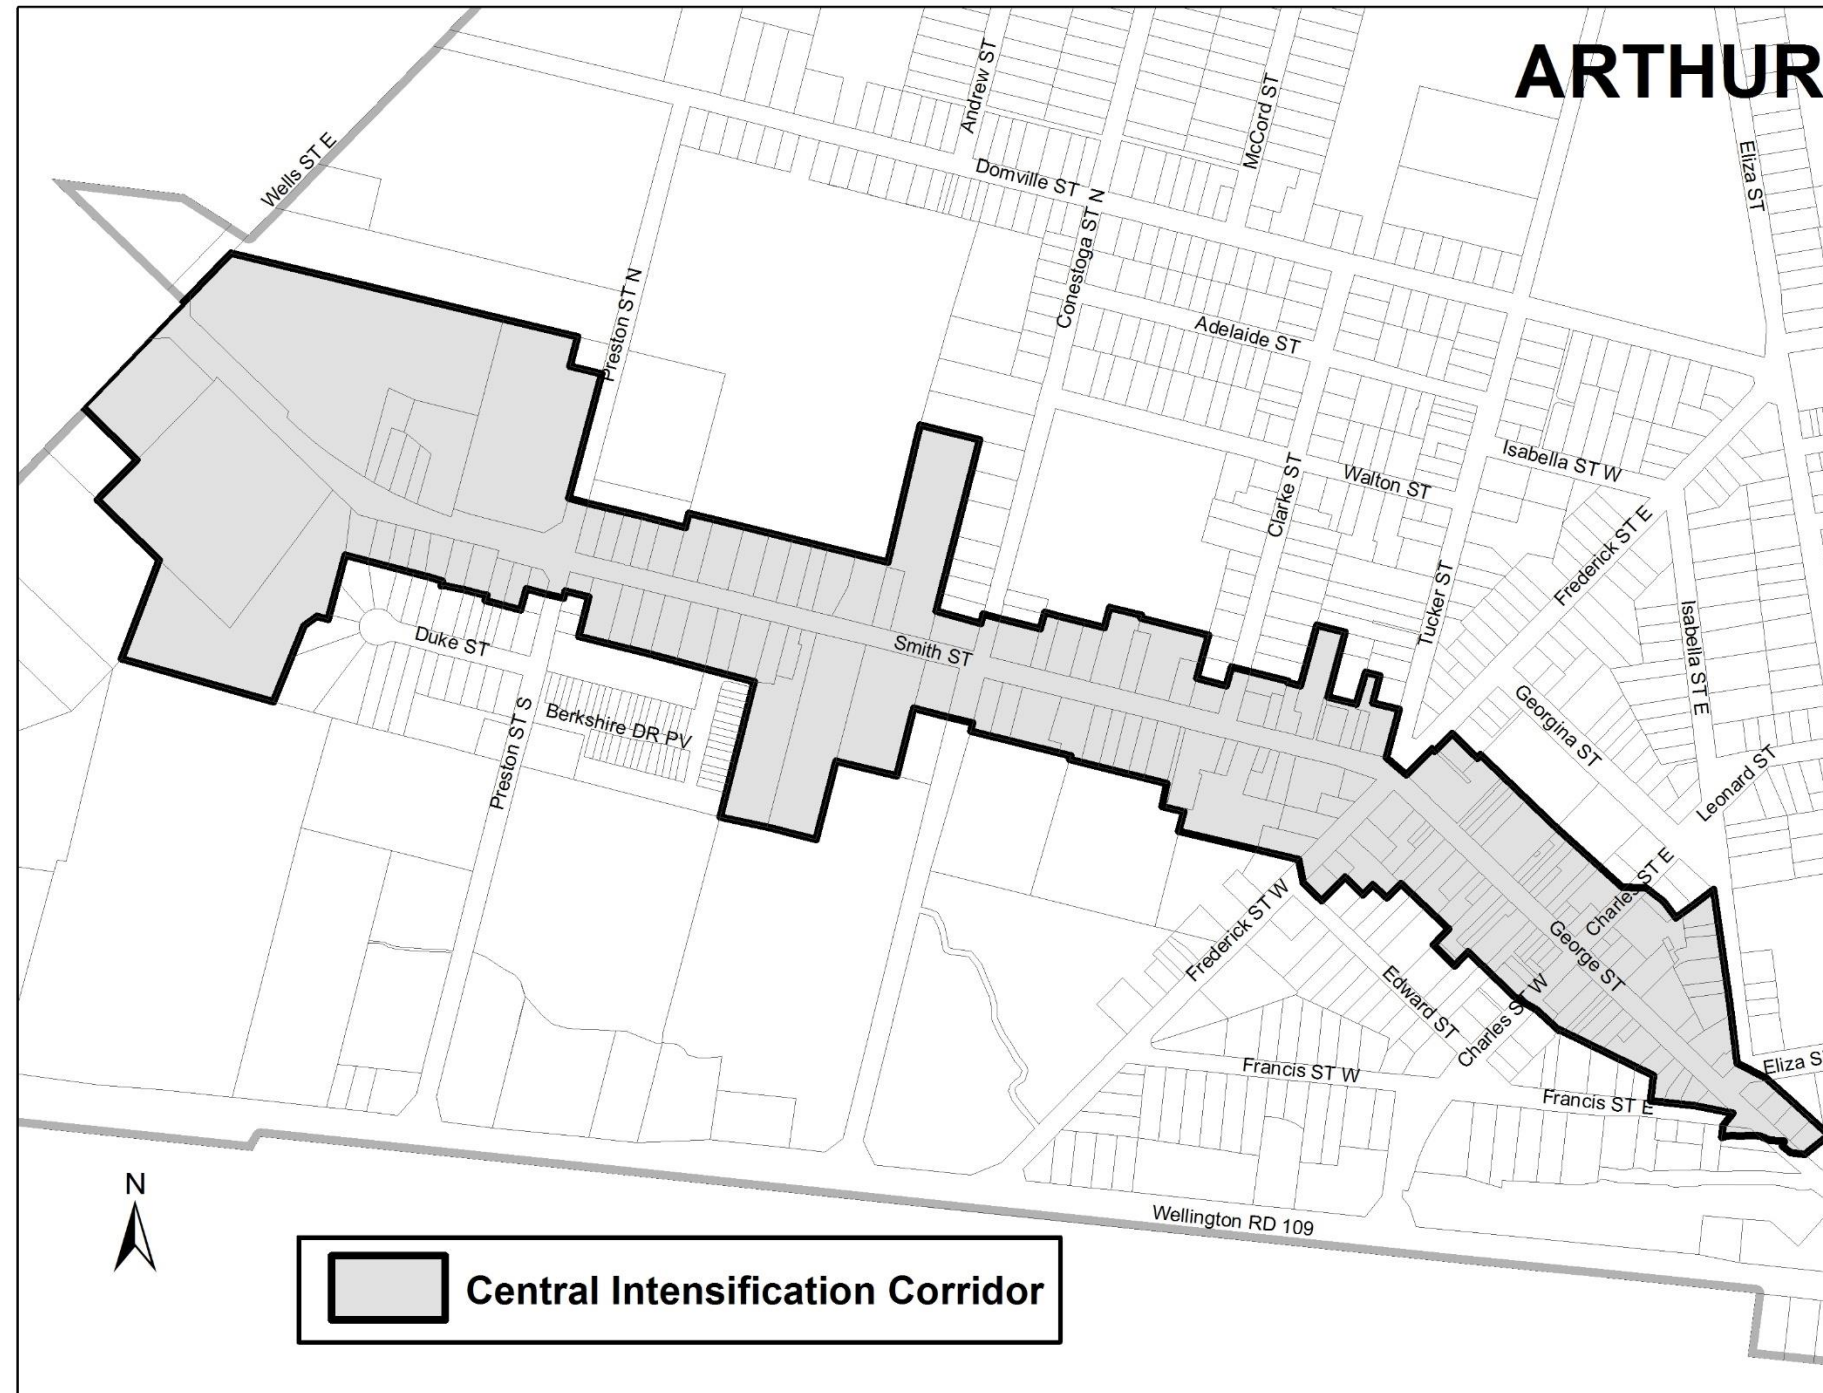 ARTHUR
Andrew ST
McCord ST
Eliza ST
Wells ST E
Domville ST
Conestoga ST N
Preston ST N
Adelaide ST
Isabella ST W
Walton ST
Clarke ST
Frederick ST E
Tucker ST
Isabella ST E
Duke ST
Smith ST
Georgina ST
Berkshire DR PV
Preston ST S
Leonard ST
Charles ST E
Frederick ST W
George ST
Edward ST
Charles ST W
Francis ST W
Eliza S
Francis ST E
N
Wellington RD 109
Central Intensification Corridor